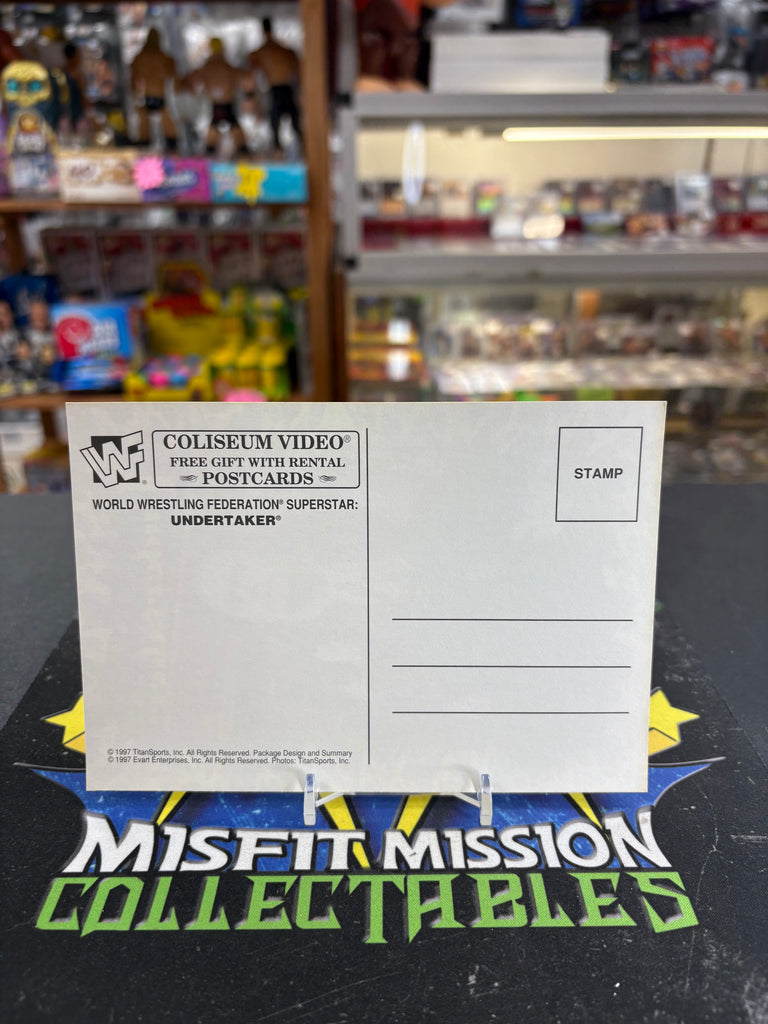 WF
COLISEUM VIDEO®
FREE GIFT WITH RENTAL
POSTCARDS
WORLD WRESTLING FEDERATION® SUPERSTAR:
UNDERTAKER®
STAMP
© 1997 TitanSports, Inc. All Rights Reserved. Package Design and Summary
© 1997 Evart Enterprises, Inc. All Rights Reserved. Photos: TitanSports, Inc.
MISFIT MISSION
COLLECTABLES